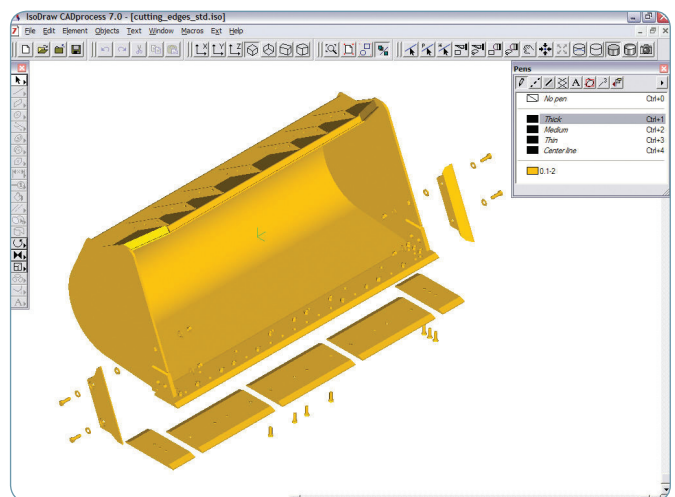 IsoDraw CADprocess 7.0 - [cutting_edges_std.iso]
File Edit Element Objects Text Window Macros Ext Help
Pens
No pen Ctrl+0
Thick Ctrl+1
Medium Ctrl+2
Thin Ctrl+3
Center line Ctrl+4
0.1-2